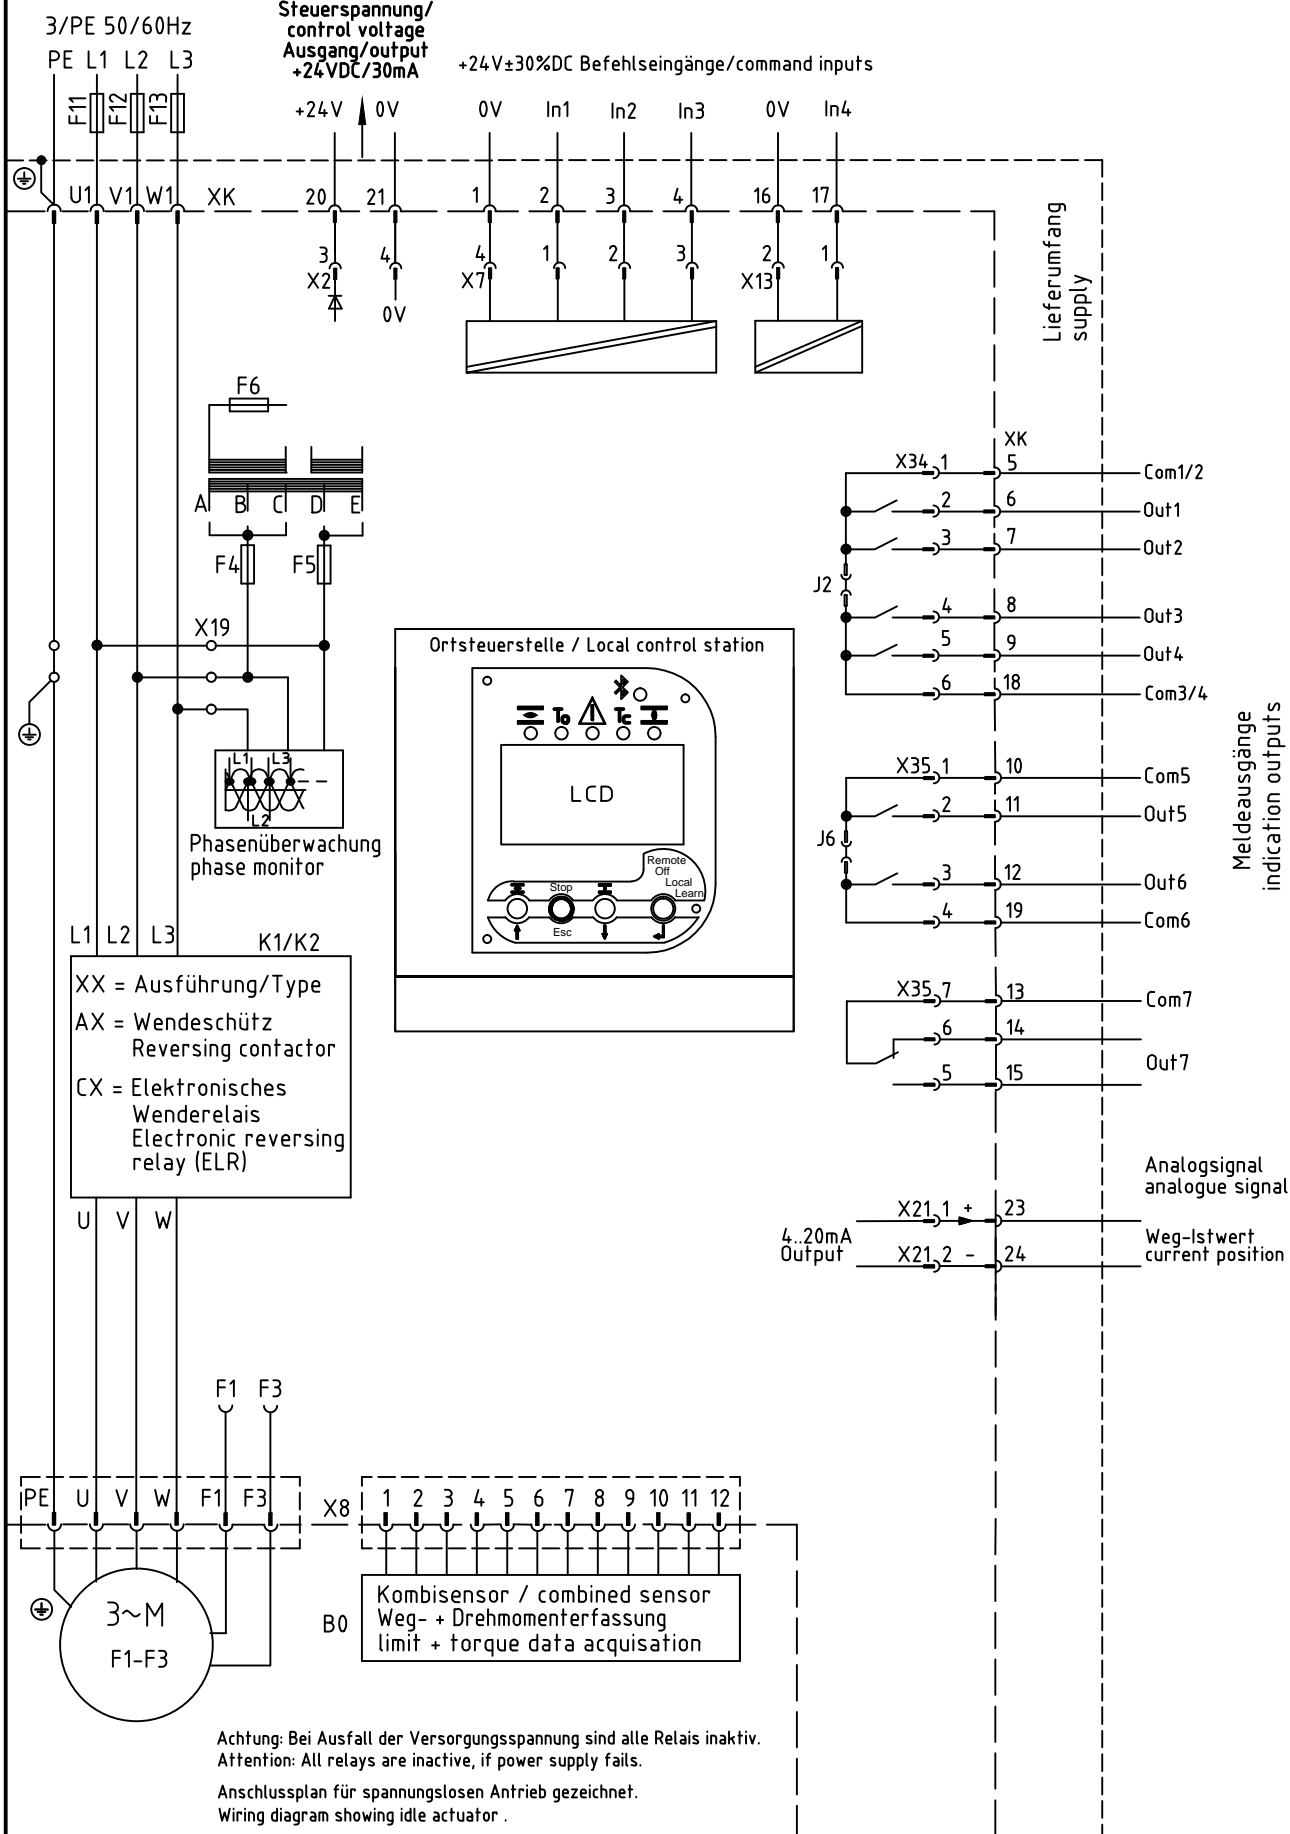 Steuerspannung/
control voltage
Ausgang/output
+24VDC/30mA
3/PE 50/60Hz
PE L1 L2 L3
+24V±30%DC Befehlseingänge/command inputs
F11 F12 F13
+24V 0V 0V In1 In2 In3 0V In4
U1 V1 W1 XK 20 21 1 2 3 4 16 17
3 4 4 1 2 3 2 1
X2 X7 X13
0V
Lieferumfang
supply
F6
A B C D E
F4 F5
X19
L1 L3
L2
Phasenüberwachung
phase monitor
XK
X34 1 5 Com1/2
2 6 Out1
3 7 Out2
J2
4 8 Out3
5 9 Out4
6 18 Com3/4
X35 1 10 Com5
2 11 Out5
J6
3 12 Out6
4 19 Com6
X35 7 13 Com7
6 14
Out7
5 15
Meldeausgänge
indication outputs
Ortsteuerstelle / Local control station
To Tc
LCD
Remote
Off
Local
Learn
Stop
Esc
L1 L2 L3 K1/K2
XX = Ausführung/Type
AX = Wendeschütz
Reversing contactor
CX = Elektronisches
Wenderelais
Electronic reversing
relay (ELR)
U V W
Analogsignal
analogue signal
X21 1 + 23
4..20mA
Output
X21 2 - 24
Weg-Istwert
current position
F1 F3
PE U V W F1 F3 X8 1 2 3 4 5 6 7 8 9 10 11 12
3~M
F1-F3
B0
Kombisensor / combined sensor
Weg- + Drehmomenterfassung
limit + torque data acquisation
Achtung: Bei Ausfall der Versorgungsspannung sind alle Relais inaktiv.
Attention: All relays are inactive, if power supply fails.
Anschlussplan für spannungslosen Antrieb gezeichnet.
Wiring diagram showing idle actuator .